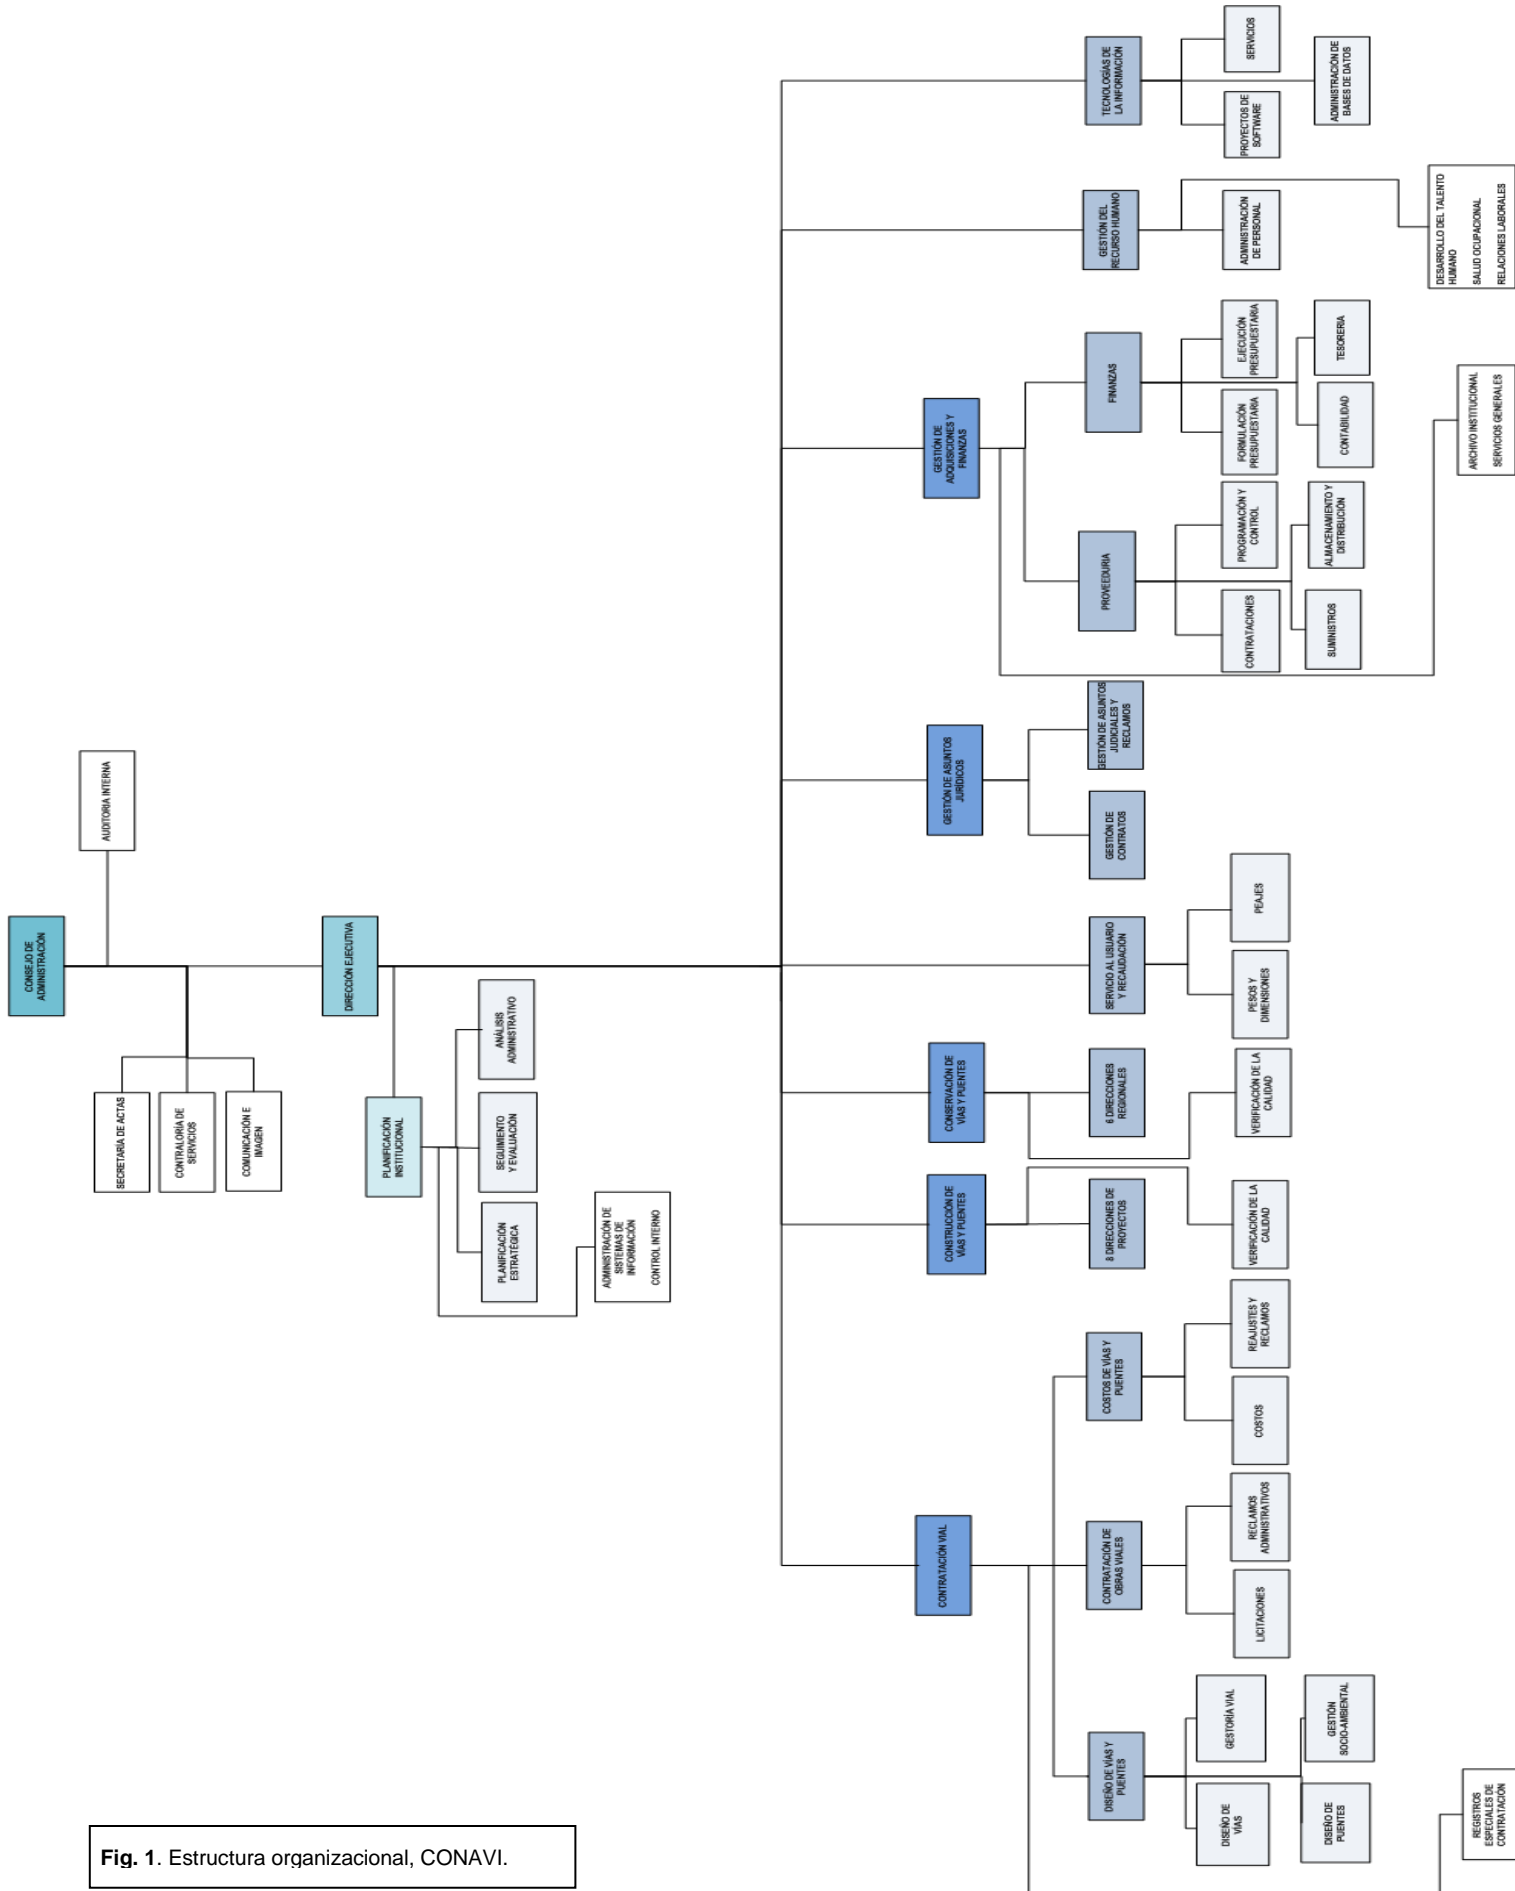 CONSEJO DE
ADMINISTRACIÓN
AUDITORIA INTERNA
SECRETARÍA DE ACTAS
CONTRALORÍA DE
SERVICIOS
COMUNICACIÓN E
IMAGEN
DIRECCIÓN EJECUTIVA
PLANIFICACIÓN
INSTITUCIONAL
PLANIFICACIÓN
ESTRATÉGICA
SEGUIMIENTO
Y EVALUACIÓN
ANÁLISIS
ADMINISTRATIVO
ADMINISTRACIÓN DE
SISTEMAS DE
INFORMACIÓN
CONTROL INTERNO
CONTRATACIÓN VIAL
DISEÑO DE VÍAS Y
PUENTES
DISEÑO DE
VÍAS
GESTORÍA VIAL
DISEÑO DE
PUENTES
GESTIÓN
SOCIO-AMBIENTAL
CONTRATACIÓN DE
OBRAS VIALES
LICITACIONES
RECLAMOS
ADMINISTRATIVOS
COSTOS DE VÍAS Y
PUENTES
COSTOS
REAJUSTES Y
RECLAMOS
REGISTROS
ESPECIALES DE
CONTRATACIÓN
CONSTRUCCIÓN DE
VÍAS Y PUENTES
8 DIRECCIONES DE
PROYECTOS
VERIFICACIÓN DE LA
CALIDAD
CONSERVACIÓN DE
VÍAS Y PUENTES
6 DIRECCIONES
REGIONALES
VERIFICACIÓN DE LA
CALIDAD
SERVICIO AL USUARIO
Y RECAUDACIÓN
PESOS Y
DIMENSIONES
PEAJES
GESTIÓN DE ASUNTOS
JURÍDICOS
GESTIÓN DE
CONTRATOS
GESTIÓN DE ASUNTOS
JUDICIALES Y
RECLAMOS
GESTIÓN DE
ADQUISICIONES Y
FINANZAS
PROVEEDURIA
CONTRATACIONES
PROGRAMACIÓN Y
CONTROL
SUMINISTROS
ALMACENAMIENTO Y
DISTRIBUCIÓN
FINANZAS
FORMULACIÓN
PRESUPUESTARIA
EJECUCIÓN
PRESUPUESTARIA
CONTABILIDAD
TESORERIA
ARCHIVO INSTITUCIONAL
SERVICIOS GENERALES
GESTIÓN DEL
RECURSO HUMANO
ADMINISTRACIÓN
DE PERSONAL
DESARROLLO DEL TALENTO
HUMANO
SALUD OCUPACIONAL
RELACIONES LABORALES
TECNOLOGÍAS DE
LA INFORMACIÓN
PROYECTOS DE
SOFTWARE
SERVICIOS
ADMINISTRACIÓN DE
BASES DE DATOS
Fig. 1. Estructura organizacional, CONAVI.